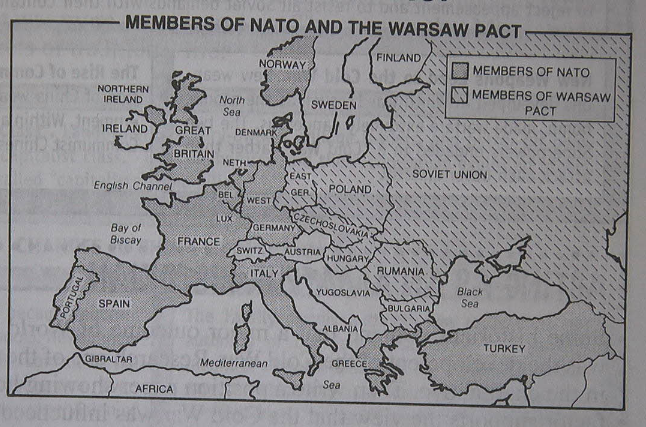 MEMBERS OF NATO AND THE WARSAW PACT
MEMBERS OF NATO
MEMBERS OF WARSAW
PACT
NORWAY
FINLAND
SWEDEN
NORTHERN
IRELAND
North
Sea
IRELAND
GREAT
BRITAIN
DENMARK
NETH
English Channel
BEL
LUX
WEST
GERMANY
EAST
GER.
POLAND
SOVIET UNION
CZECHOSLOVAKIA
Bay of
Biscay
FRANCE
SWITZ
AUSTRIA
HUNGARY
RUMANIA
ITALY
YUGOSLAVIA
Black
Sea
BULGARIA
PORTUGAL
SPAIN
ALBANIA
GREECE
TURKEY
GIBRALTAR
Mediterranean
Sea
AFRICA